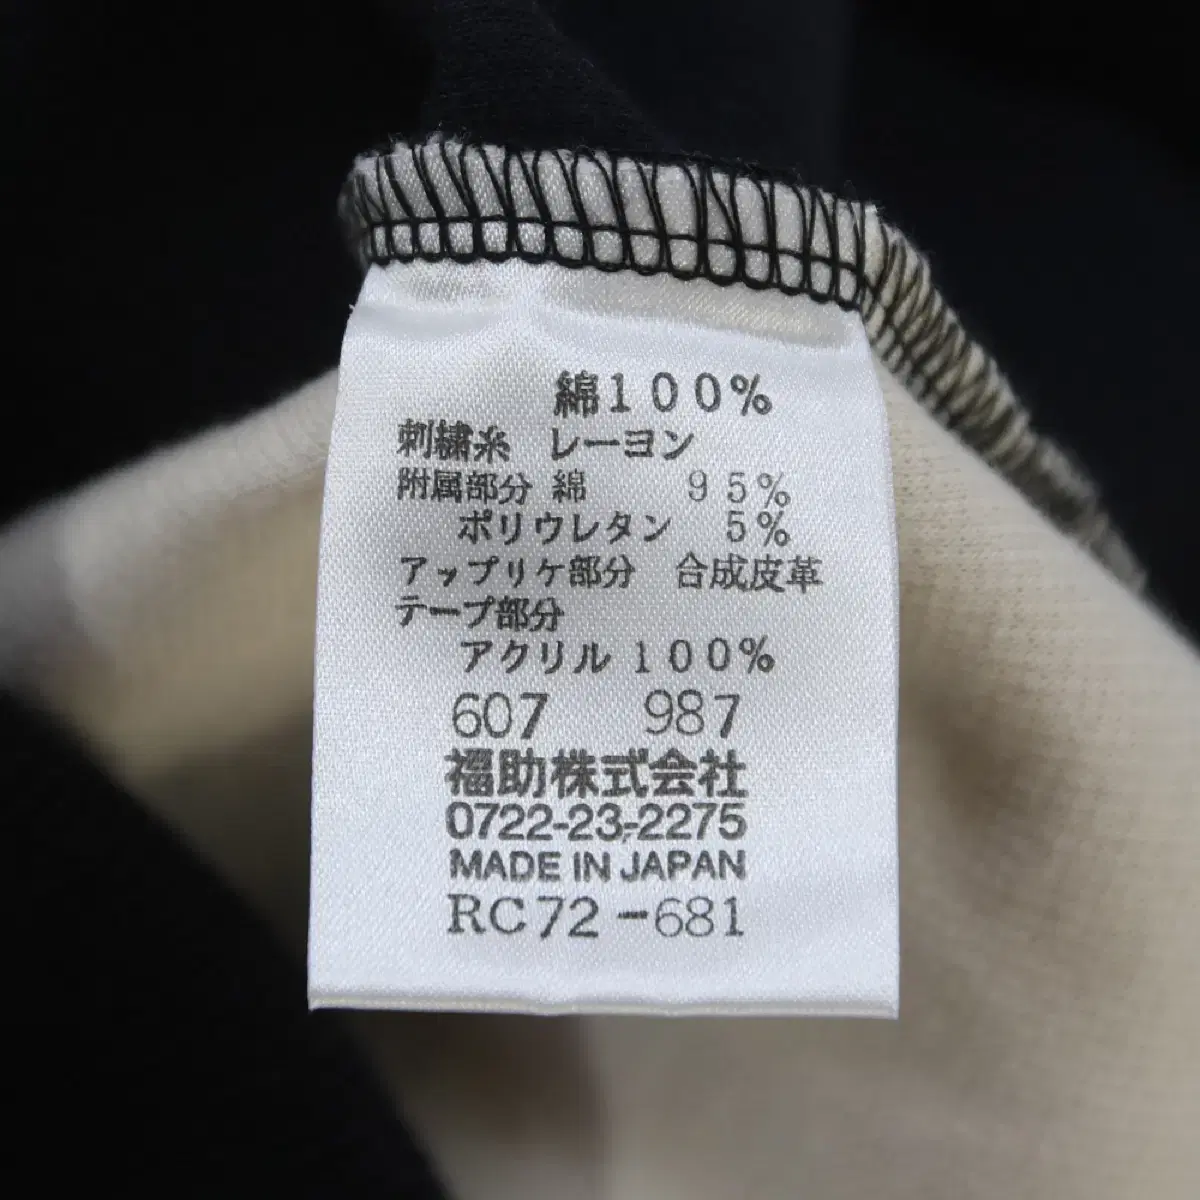 綿100%
刺繍糸 レーヨン
附属部分 綿 95%
ポリウレタン 5%
アップリケ部分 合成皮革
テープ部分
アクリル 100%
607 987
福助株式会社
0722-23-2275
MADE IN JAPAN
RC72-681